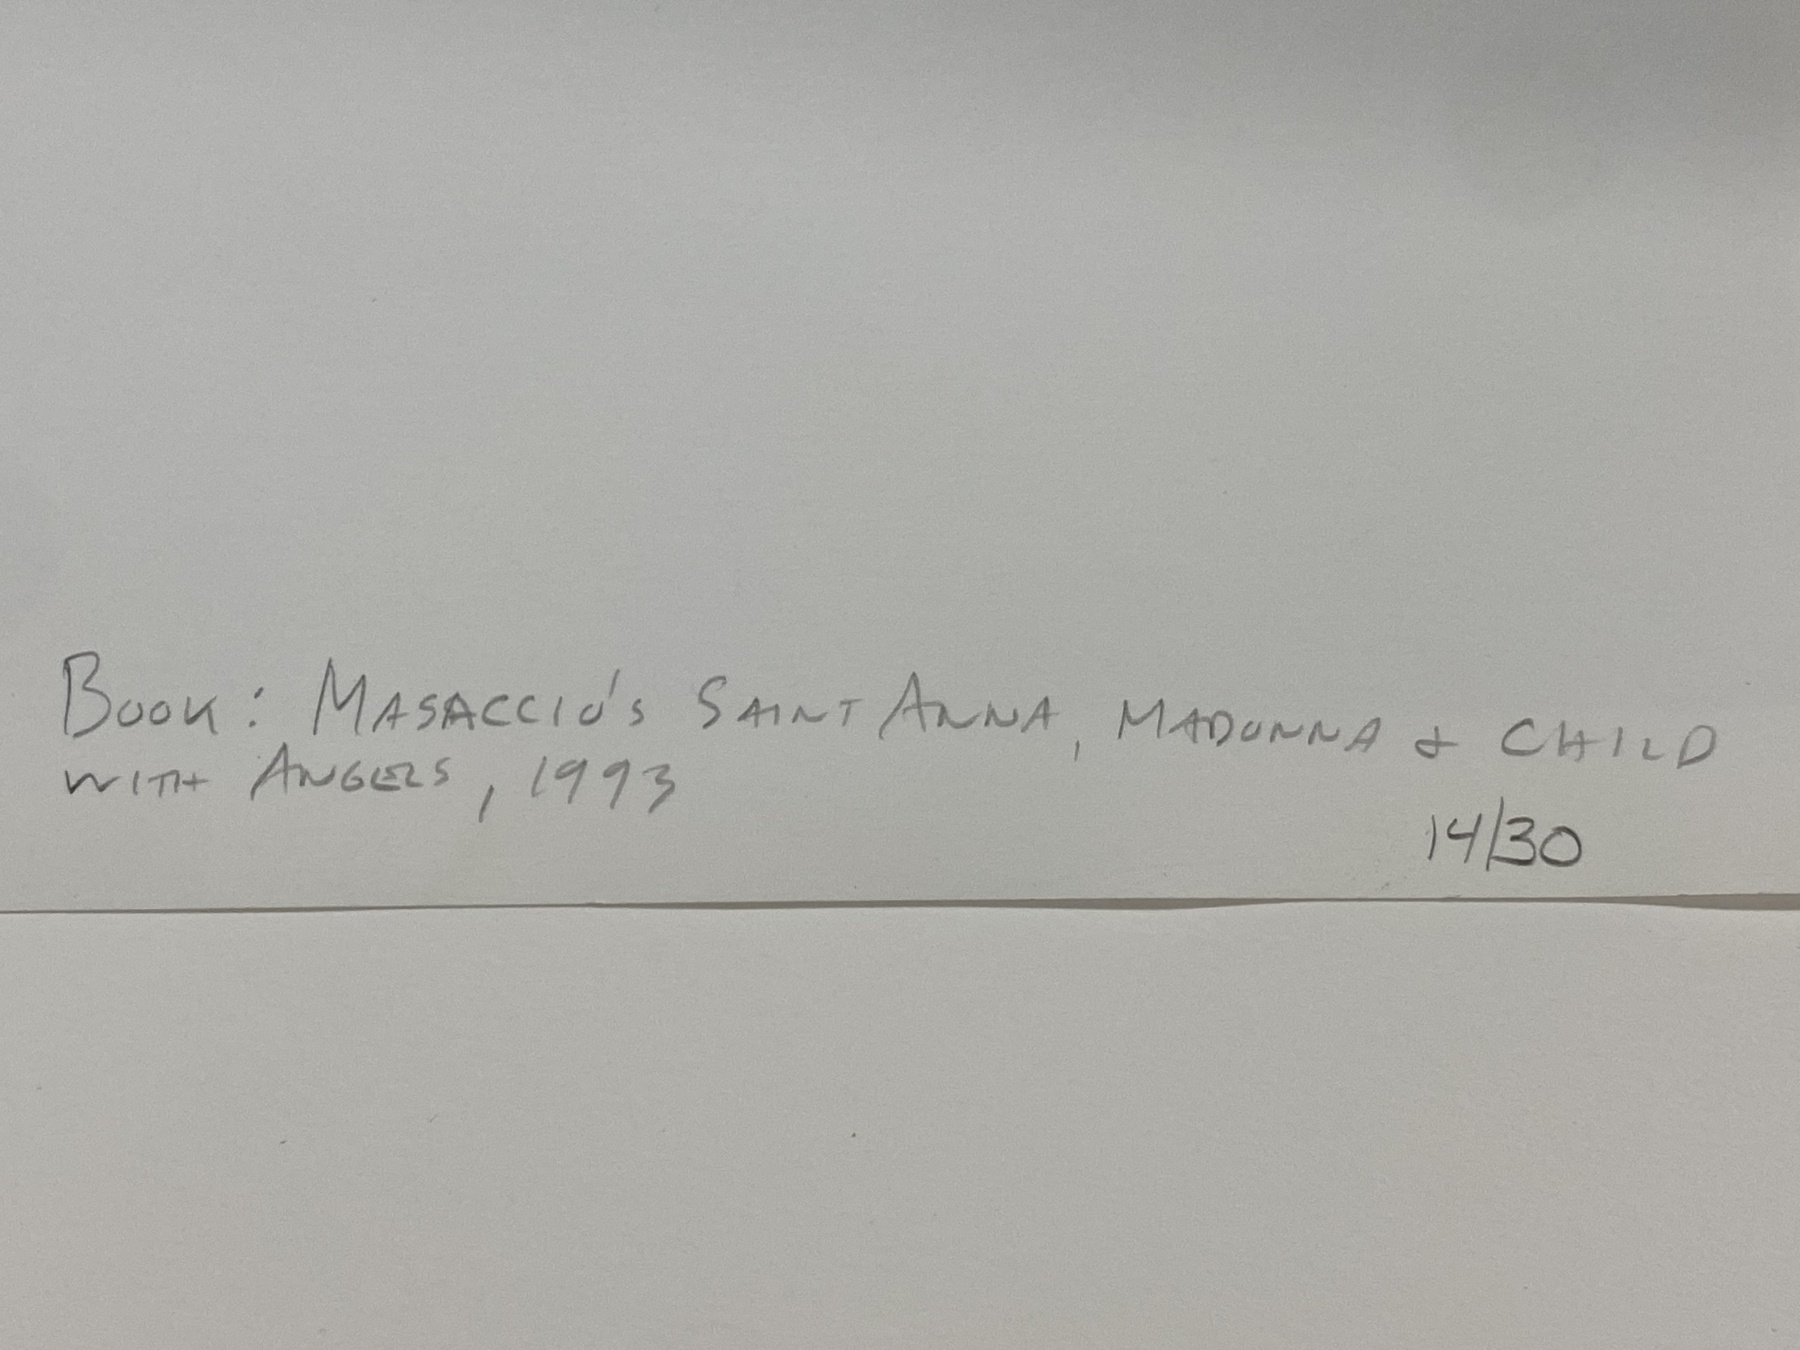 Book: Masaccio's Saint Anna, Madonna & Child
with Angels, 1993
14/30